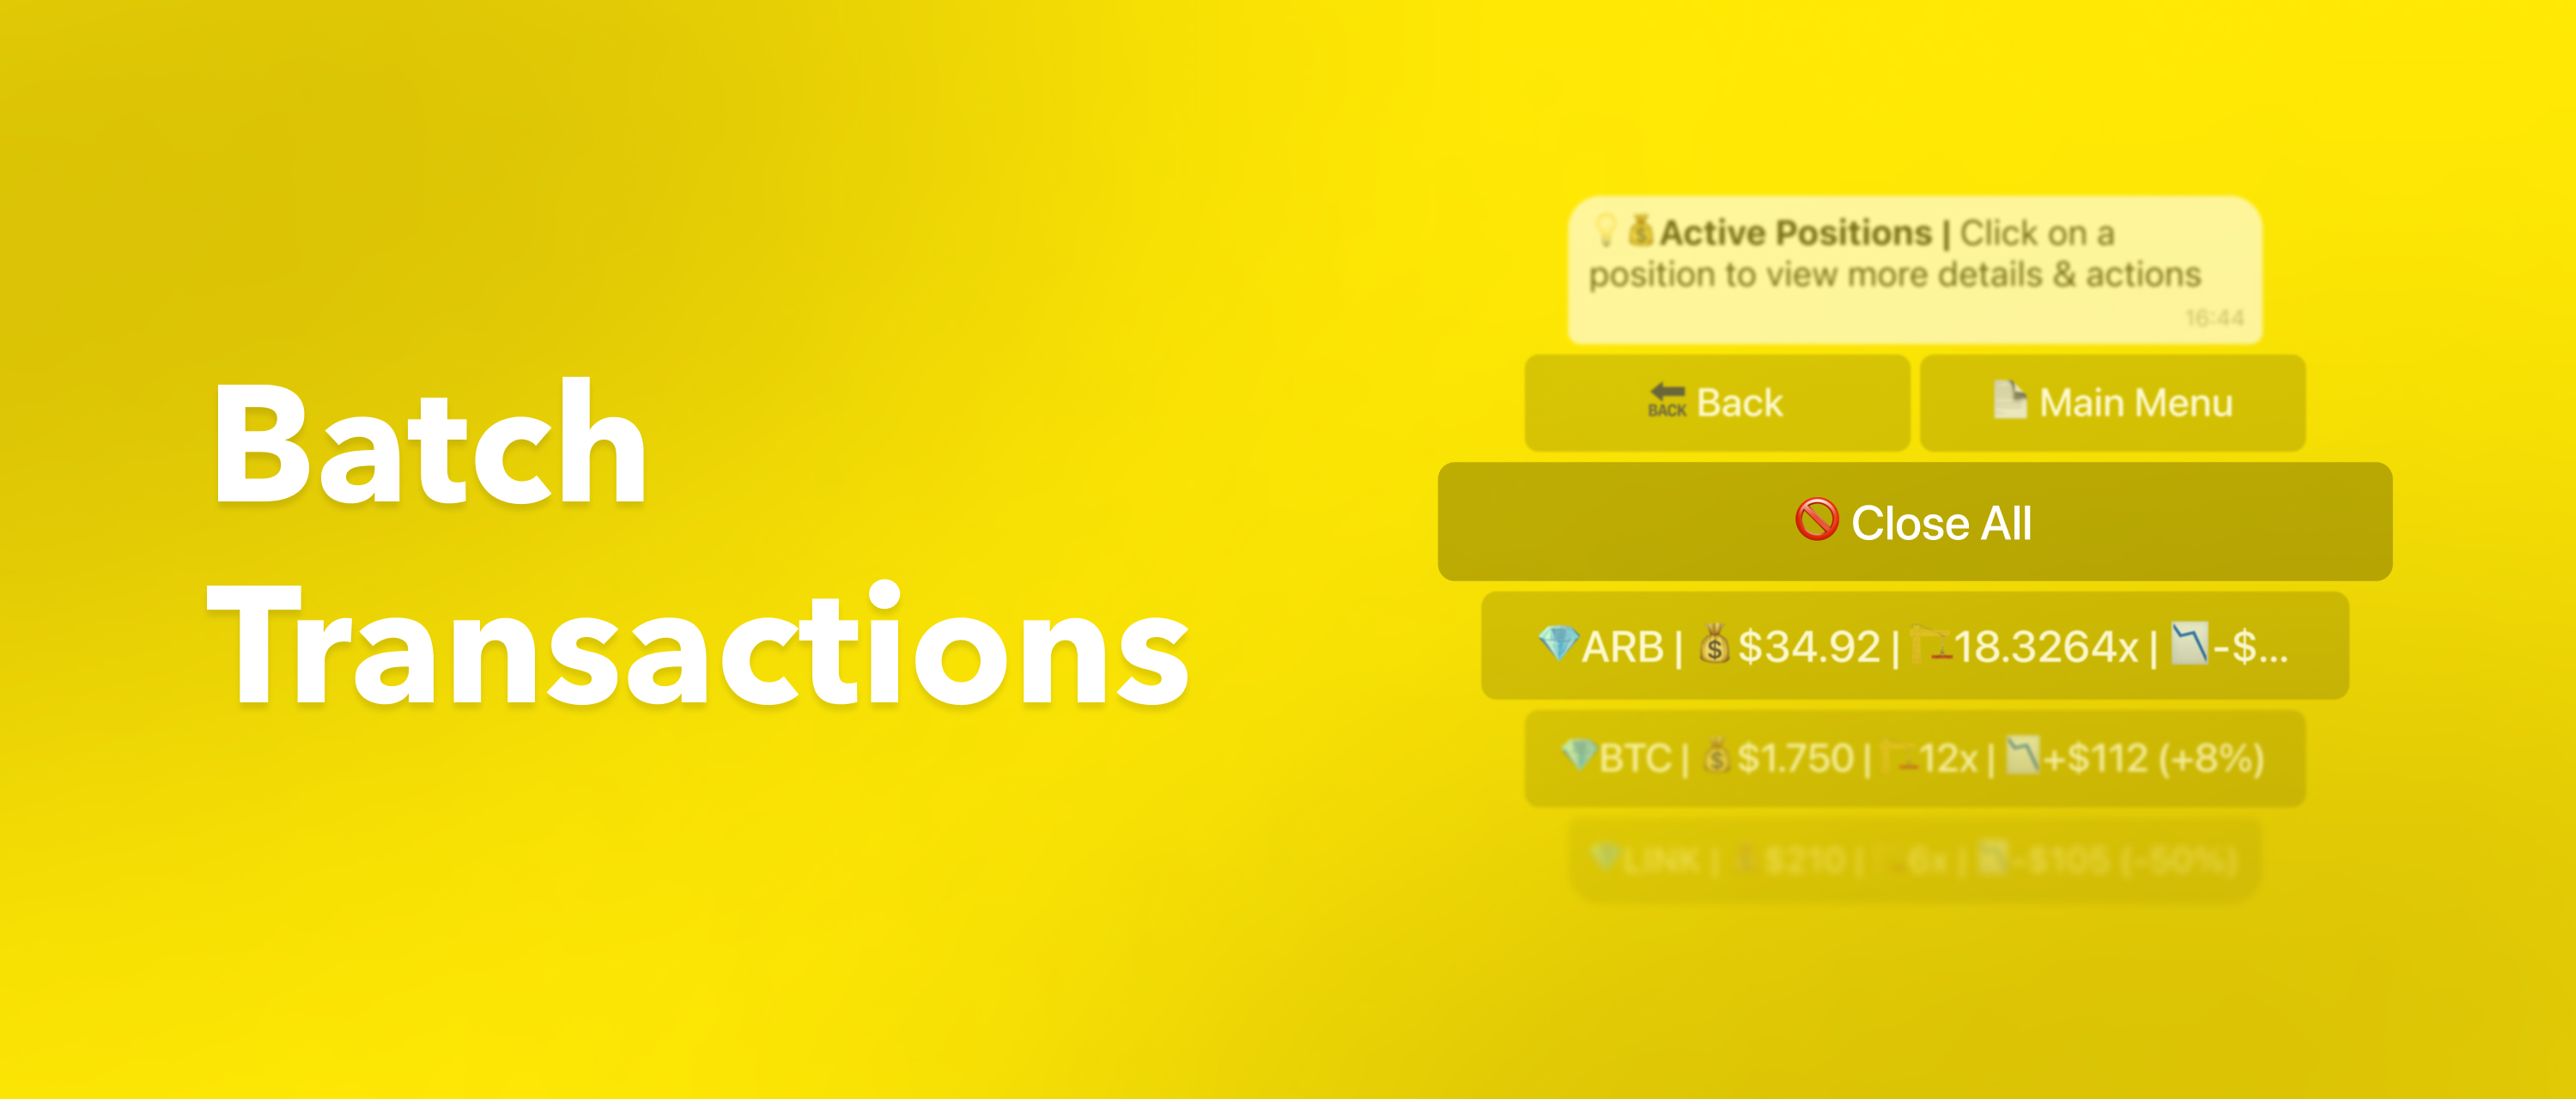 Batch
Transactions
💡💰Active Positions | Click on a
position to view more details & actions
16:44
🔙 Back
📄 Main Menu
🚫 Close All
💎ARB | 💰$34.92 | 🏗️18.3264x | 📉-$...
💎BTC | 💰$1.750 | 🏗️12x | 📉+$112 (+8%)
💎LINK | 💰$210 | 🏗️6x | 📉-$105 (-50%)